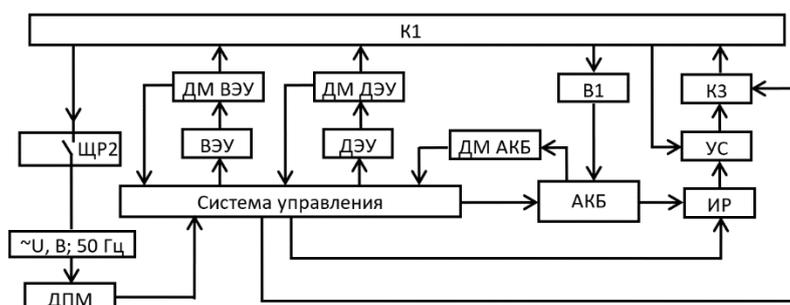 К1
ДМ ВЭУ
ДМ ДЭУ
В1
КЗ
ЩР2
ВЭУ
ДЭУ
ДМ АКБ
УС
Система управления
АКБ
ИР
~U, В; 50 Гц
ДПМ